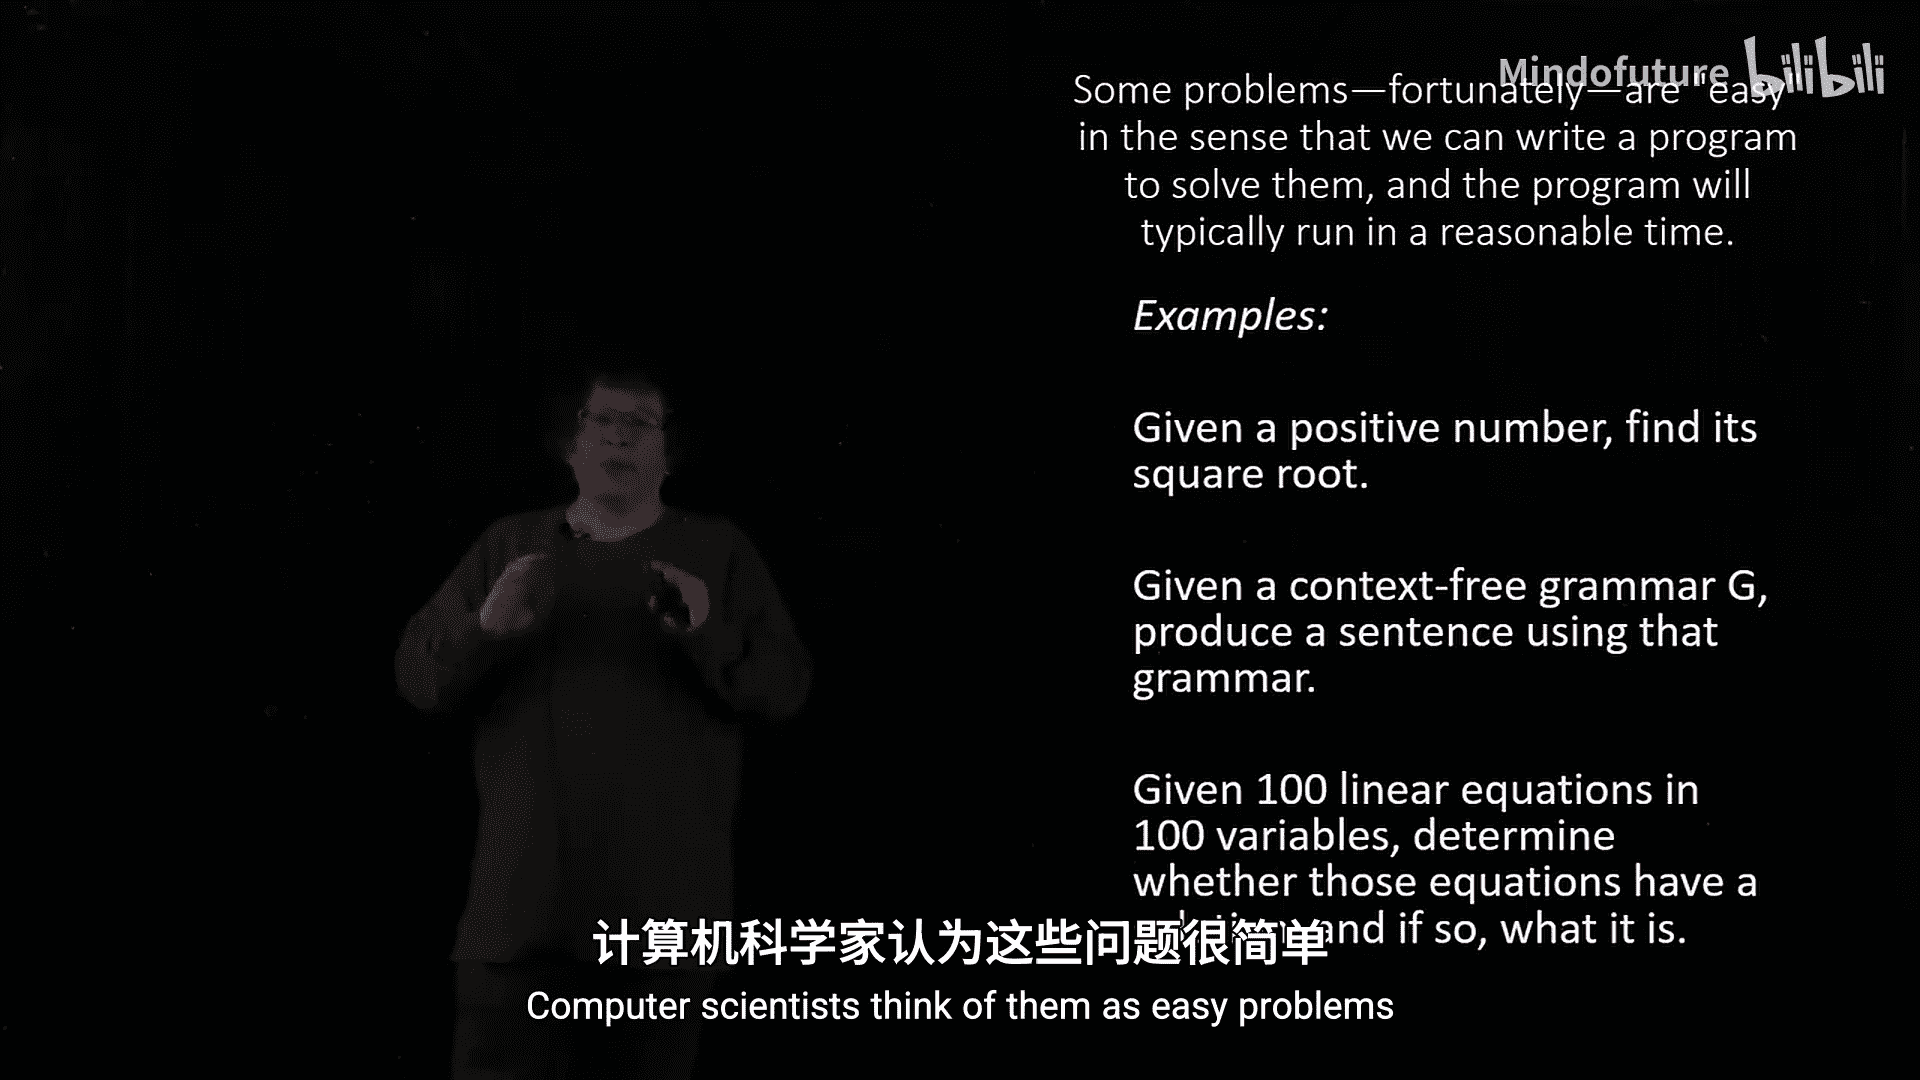 Mindofuture bilibili
Some problems—fortunately—are "easy"
in the sense that we can write a program
to solve them, and the program will
typically run in a reasonable time.
Examples:
Given a positive number, find its
square root.
Given a context-free grammar G,
produce a sentence using that
grammar.
Given 100 linear equations in
100 variables, determine
whether those equations have a
and if so, what it is.
计算机科学家认为这些问题很简单
Computer scientists think of them as easy problems